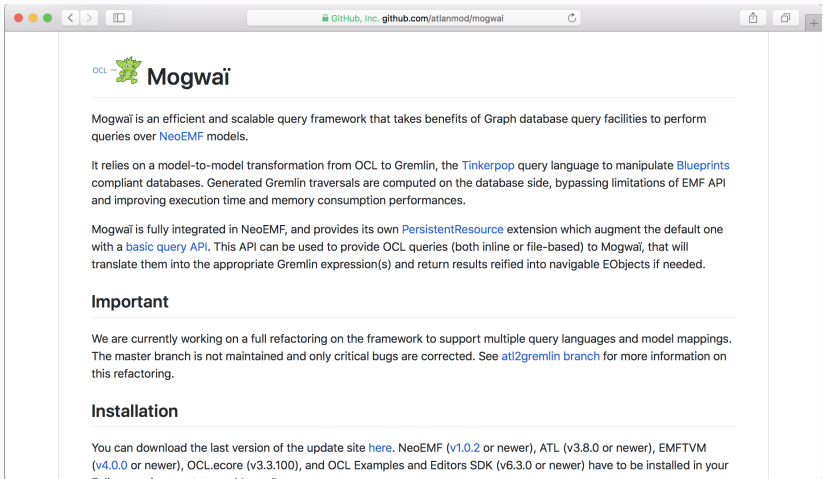 GitHub, Inc. github.com/atlanmod/mogwai
OCL
Mogwaï
Mogwaï is an efficient and scalable query framework that takes benefits of Graph database query facilities to perform
queries over NeoEMF models.
It relies on a model-to-model transformation from OCL to Gremlin, the Tinkerpop query language to manipulate Blueprints
compliant databases. Generated Gremlin traversals are computed on the database side, bypassing limitations of EMF API
and improving execution time and memory consumption performances.
Mogwaï is fully integrated in NeoEMF, and provides its own PersistentResource extension which augment the default one
with a basic query API. This API can be used to provide OCL queries (both inline or file-based) to Mogwaï, that will
translate them into the appropriate Gremlin expression(s) and return results reified into navigable EObjects if needed.
Important
We are currently working on a full refactoring on the framework to support multiple query languages and model mappings.
The master branch is not maintained and only critical bugs are corrected. See atl2gremlin branch for more information on
this refactoring.
Installation
You can download the last version of the update site here. NeoEMF (v1.0.2 or newer), ATL (v3.8.0 or newer), EMFTVM
(v4.0.0 or newer), OCL.ecore (v3.3.100), and OCL Examples and Editors SDK (v6.3.0 or newer) have to be installed in your